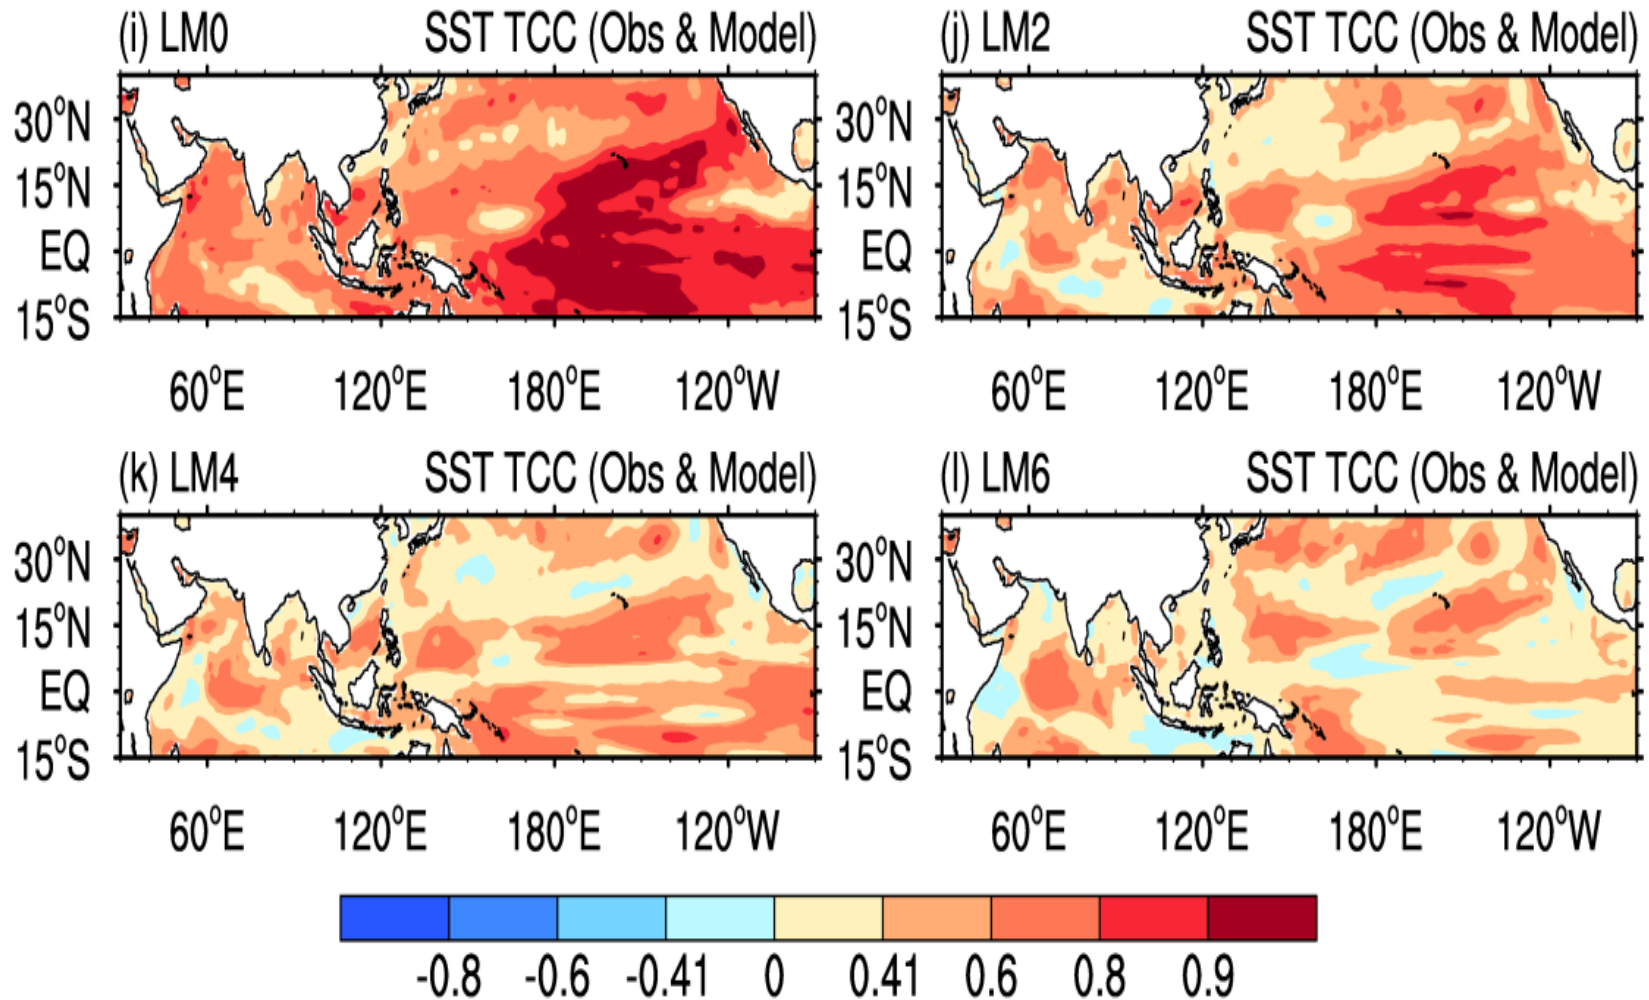 (i) LM0 SST TCC (Obs & Model)
(j) LM2 SST TCC (Obs & Model)
30°N
15°N
EQ
15°S
30°N
15°N
EQ
15°S
60°E 120°E 180°E 120°W
60°E 120°E 180°E 120°W
(k) LM4 SST TCC (Obs & Model)
(l) LM6 SST TCC (Obs & Model)
30°N
15°N
EQ
15°S
30°N
15°N
EQ
15°S
60°E 120°E 180°E 120°W
60°E 120°E 180°E 120°W
-0.8 -0.6 -0.41 0 0.41 0.6 0.8 0.9